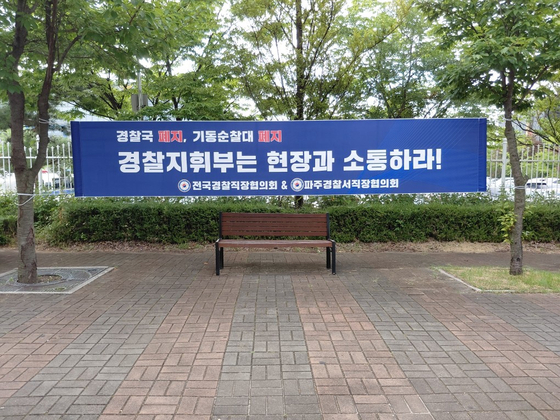 경찰국 폐지, 기동순찰대 폐지
경찰지휘부는 현장과 소통하라!
전국경찰직장협의회 & 파주경찰서직장협의회